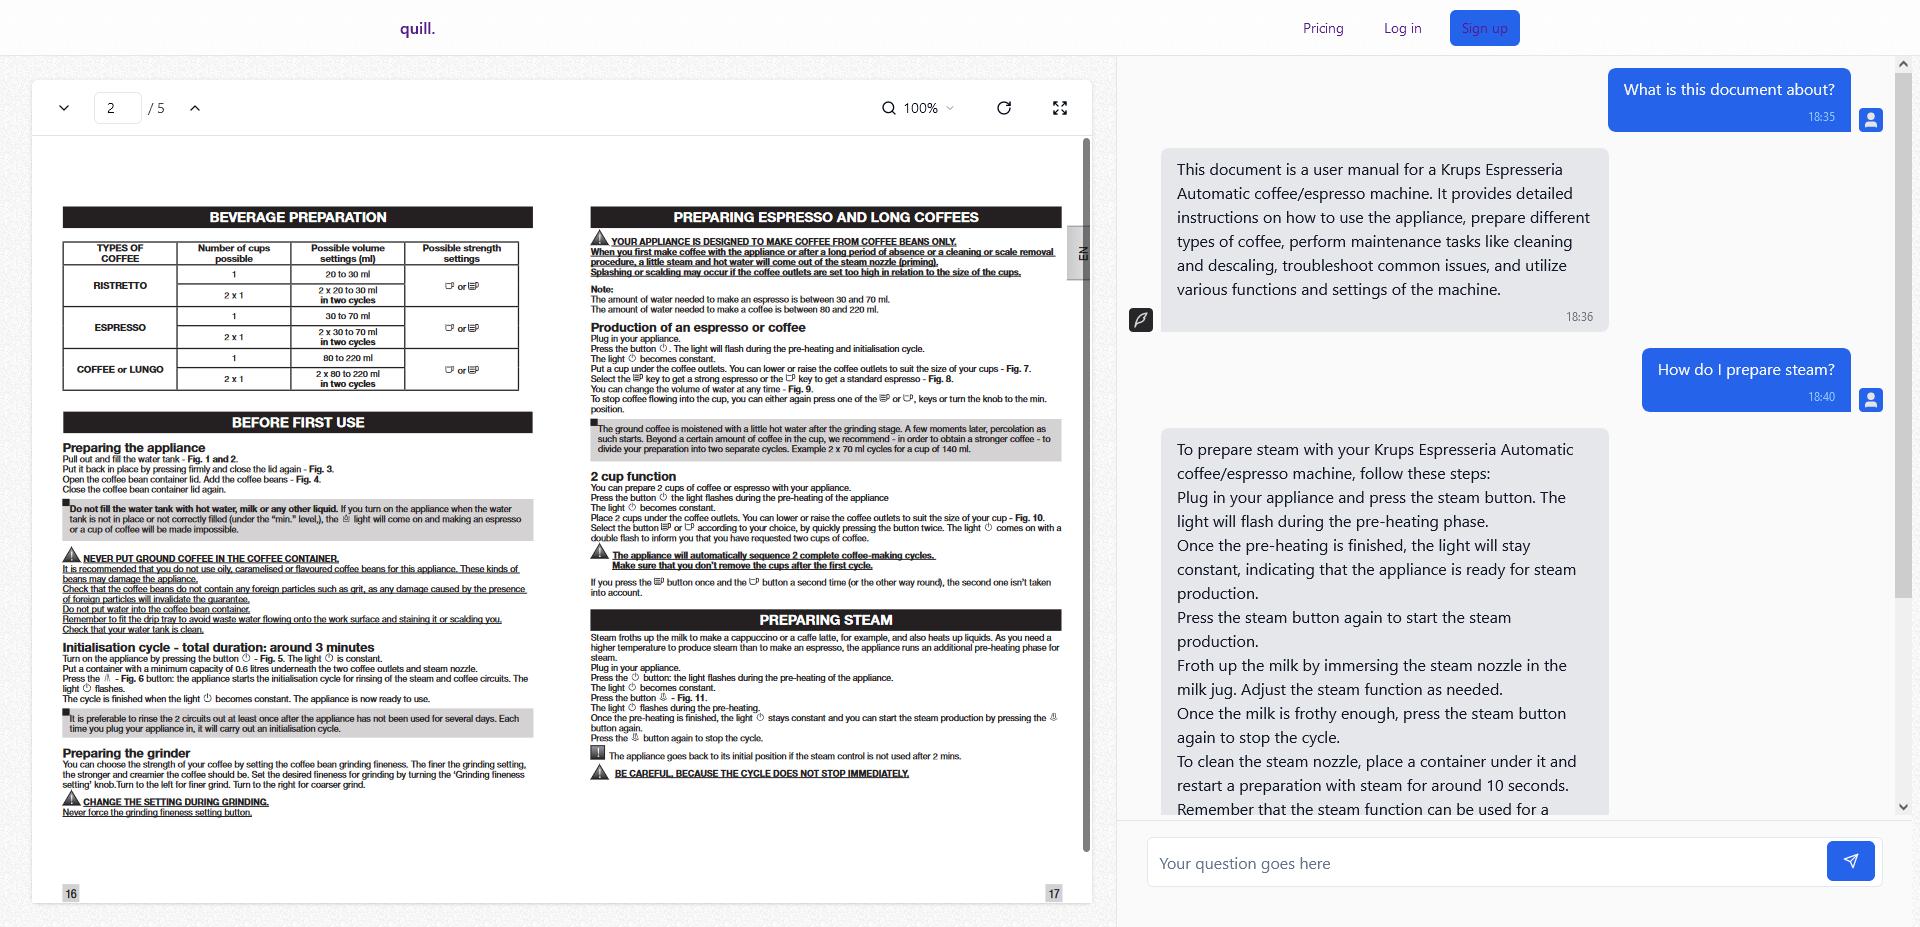 quill.
Pricing
Log in
Sign up
2 / 5
100%
BEVERAGE PREPARATION
TYPES OF COFFEE
Number of cups possible
Possible volume settings (ml)
Possible strength settings
RISTRETTO
1
20 to 30 ml
or
2 x 1
2 x 20 to 30 ml
in two cycles
ESPRESSO
1
30 to 70 ml
or
2 x 1
2 x 30 to 70 ml
in two cycles
COFFEE or LUNGO
1
80 to 220 ml
or
2 x 1
2 x 80 to 220 ml
in two cycles
BEFORE FIRST USE
Preparing the appliance
Pull out and fill the water tank - Fig. 1 and 2.
Put it back in place by pressing firmly and close the lid again - Fig. 3.
Open the coffee bean container lid. Add the coffee beans - Fig. 4.
Close the coffee bean container lid again.
Do not fill the water tank with hot water, milk or any other liquid. If you turn on the appliance when the water
tank is not in place or not correctly filled (under the "min." level,), the light will come on and making an espresso
or a cup of coffee will be made impossible.
NEVER PUT GROUND COFFEE IN THE COFFEE CONTAINER.
It is recommended that you do not use oily, caramelised or flavoured coffee beans for this appliance. These kinds of
beans may damage the appliance.
Check that the coffee beans do not contain any foreign particles such as grit, as any damage caused by the presence
of foreign particles will invalidate the guarantee.
Do not put water into the coffee bean container.
Remember to fit the drip tray to avoid waste water flowing onto the work surface and staining it or scalding you.
Check that your water tank is clean.
Initialisation cycle - total duration: around 3 minutes
Turn on the appliance by pressing the button - Fig. 5. The light is constant.
Put a container with a minimum capacity of 0.6 litres underneath the two coffee outlets and steam nozzle.
Press the - Fig. 6 button: the appliance starts the initialisation cycle for rinsing of the steam and coffee circuits. The
light flashes.
The cycle is finished when the light becomes constant. The appliance is now ready to use.
It is preferable to rinse the 2 circuits out at least once after the appliance has not been used for several days. Each
time you plug your appliance in, it will carry out an initialisation cycle.
Preparing the grinder
You can choose the strength of your coffee by setting the coffee bean grinding fineness. The finer the grinding setting,
the stronger and creamier the coffee should be. Set the desired fineness for grinding by turning the 'Grinding fineness
setting' knob.Turn to the left for finer grind. Turn to the right for coarser grind.
CHANGE THE SETTING DURING GRINDING.
Never force the grinding fineness setting button.
16
PREPARING ESPRESSO AND LONG COFFEES
YOUR APPLIANCE IS DESIGNED TO MAKE COFFEE FROM COFFEE BEANS ONLY.
When you first make coffee with the appliance or after a long period of absence or a cleaning or scale removal
procedure, a little steam and hot water will come out of the steam nozzle (priming).
Splashing or scalding may occur if the coffee outlets are set too high in relation to the size of the cups.
EN
Note:
The amount of water needed to make an espresso is between 30 and 70 ml.
The amount of water needed to make a coffee is between 80 and 220 ml.
Production of an espresso or coffee
Plug in your appliance.
Press the button . The light will flash during the pre-heating and initialisation cycle.
The light becomes constant.
Put a cup under the coffee outlets. You can lower or raise the coffee outlets to suit the size of your cups - Fig. 7.
Select the key to get a strong espresso or the key to get a standard espresso - Fig. 8.
You can change the volume of water at any time - Fig. 9.
To stop coffee flowing into the cup, you can either again press one of the or , keys or turn the knob to the min.
position.
The ground coffee is moistened with a little hot water after the grinding stage. A few moments later, percolation as
such starts. Beyond a certain amount of coffee in the cup, we recommend - in order to obtain a stronger coffee - to
divide your preparation into two separate cycles. Example 2 x 70 ml cycles for a cup of 140 ml.
2 cup function
You can prepare 2 cups of coffee or espresso with your appliance.
Press the button the light flashes during the pre-heating of the appliance
The light becomes constant.
Place 2 cups under the coffee outlets. You can lower or raise the coffee outlets to suit the size of your cup - Fig. 10.
Select the button or according to your choice, by quickly pressing the button twice. The light comes on with a
double flash to inform you that you have requested two cups of coffee.
The appliance will automatically sequence 2 complete coffee-making cycles.
Make sure that you don't remove the cups after the first cycle.
If you press the button once and the button a second time (or the other way round), the second one isn't taken
into account.
PREPARING STEAM
Steam froths up the milk to make a cappuccino or a caffe latte, for example, and also heats up liquids. As you need a
higher temperature to produce steam than to make an espresso, the appliance runs an additional pre-heating phase for
steam.
Plug in your appliance.
Press the button: the light flashes during the pre-heating of the appliance.
The light becomes constant.
Press the button - Fig. 11.
The light flashes during the pre-heating.
Once the pre-heating is finished, the light stays constant and you can start the steam production by pressing the
button again.
Press the button again to stop the cycle.
The appliance goes back to its initial position if the steam control is not used after 2 mins.
BE CAREFUL, BECAUSE THE CYCLE DOES NOT STOP IMMEDIATELY.
17
What is this document about?
18:35
This document is a user manual for a Krups Espresseria
Automatic coffee/espresso machine. It provides detailed
instructions on how to use the appliance, prepare different
types of coffee, perform maintenance tasks like cleaning
and descaling, troubleshoot common issues, and utilize
various functions and settings of the machine.
18:36
How do I prepare steam?
18:40
To prepare steam with your Krups Espresseria Automatic
coffee/espresso machine, follow these steps:
Plug in your appliance and press the steam button. The
light will flash during the pre-heating phase.
Once the pre-heating is finished, the light will stay
constant, indicating that the appliance is ready for steam
production.
Press the steam button again to start the steam
production.
Froth up the milk by immersing the steam nozzle in the
milk jug. Adjust the steam function as needed.
Once the milk is frothy enough, press the steam button
again to stop the cycle.
To clean the steam nozzle, place a container under it and
restart a preparation with steam for around 10 seconds.
Remember that the steam function can be used for a
Your question goes here